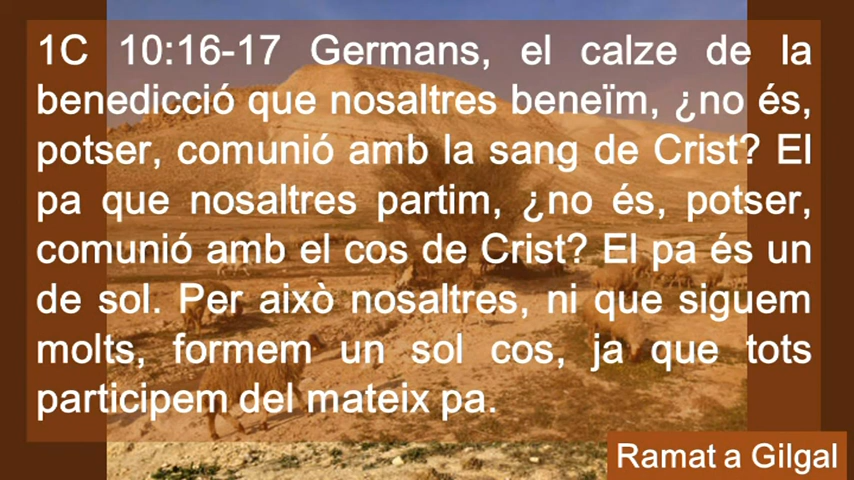 1C 10:16-17 Germans, el calze de la
benedicció que nosaltres beneïm, ¿no és,
potser, comunió amb la sang de Crist? El
pa que nosaltres partim, ¿no és, potser,
comunió amb el cos de Crist? El pa és un
de sol. Per això nosaltres, ni que siguem
molts, formem un sol cos, ja que tots
participem del mateix pa.
Ramat a Gilgal